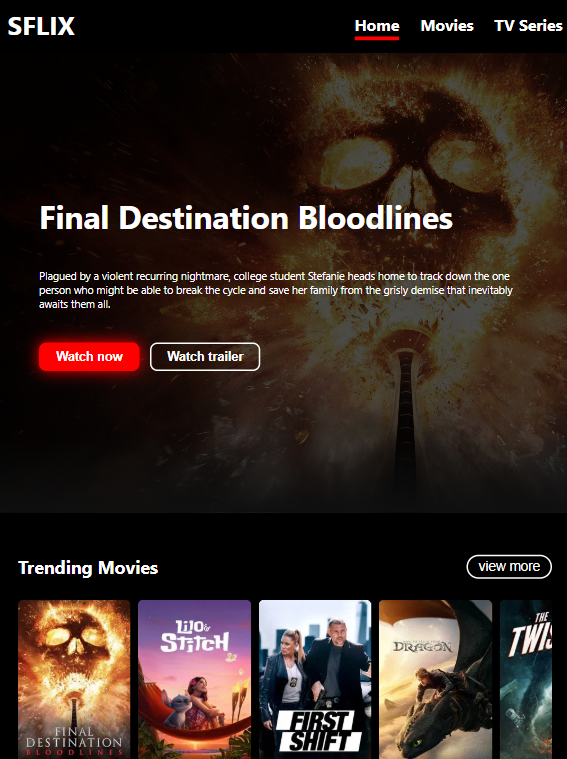 SFLIX
Home Movies TV Series
Final Destination Bloodlines
Plagued by a violent recurring nightmare, college student Stefanie heads home to track down the one
person who might be able to break the cycle and save her family from the grisly demise that inevitably
awaits them all.
Watch now Watch trailer
Trending Movies view more
FINAL
DESTINATION
BLOODLINES
Lilo &
STITCH
FIRST
SHIFT
DRAGON
THE